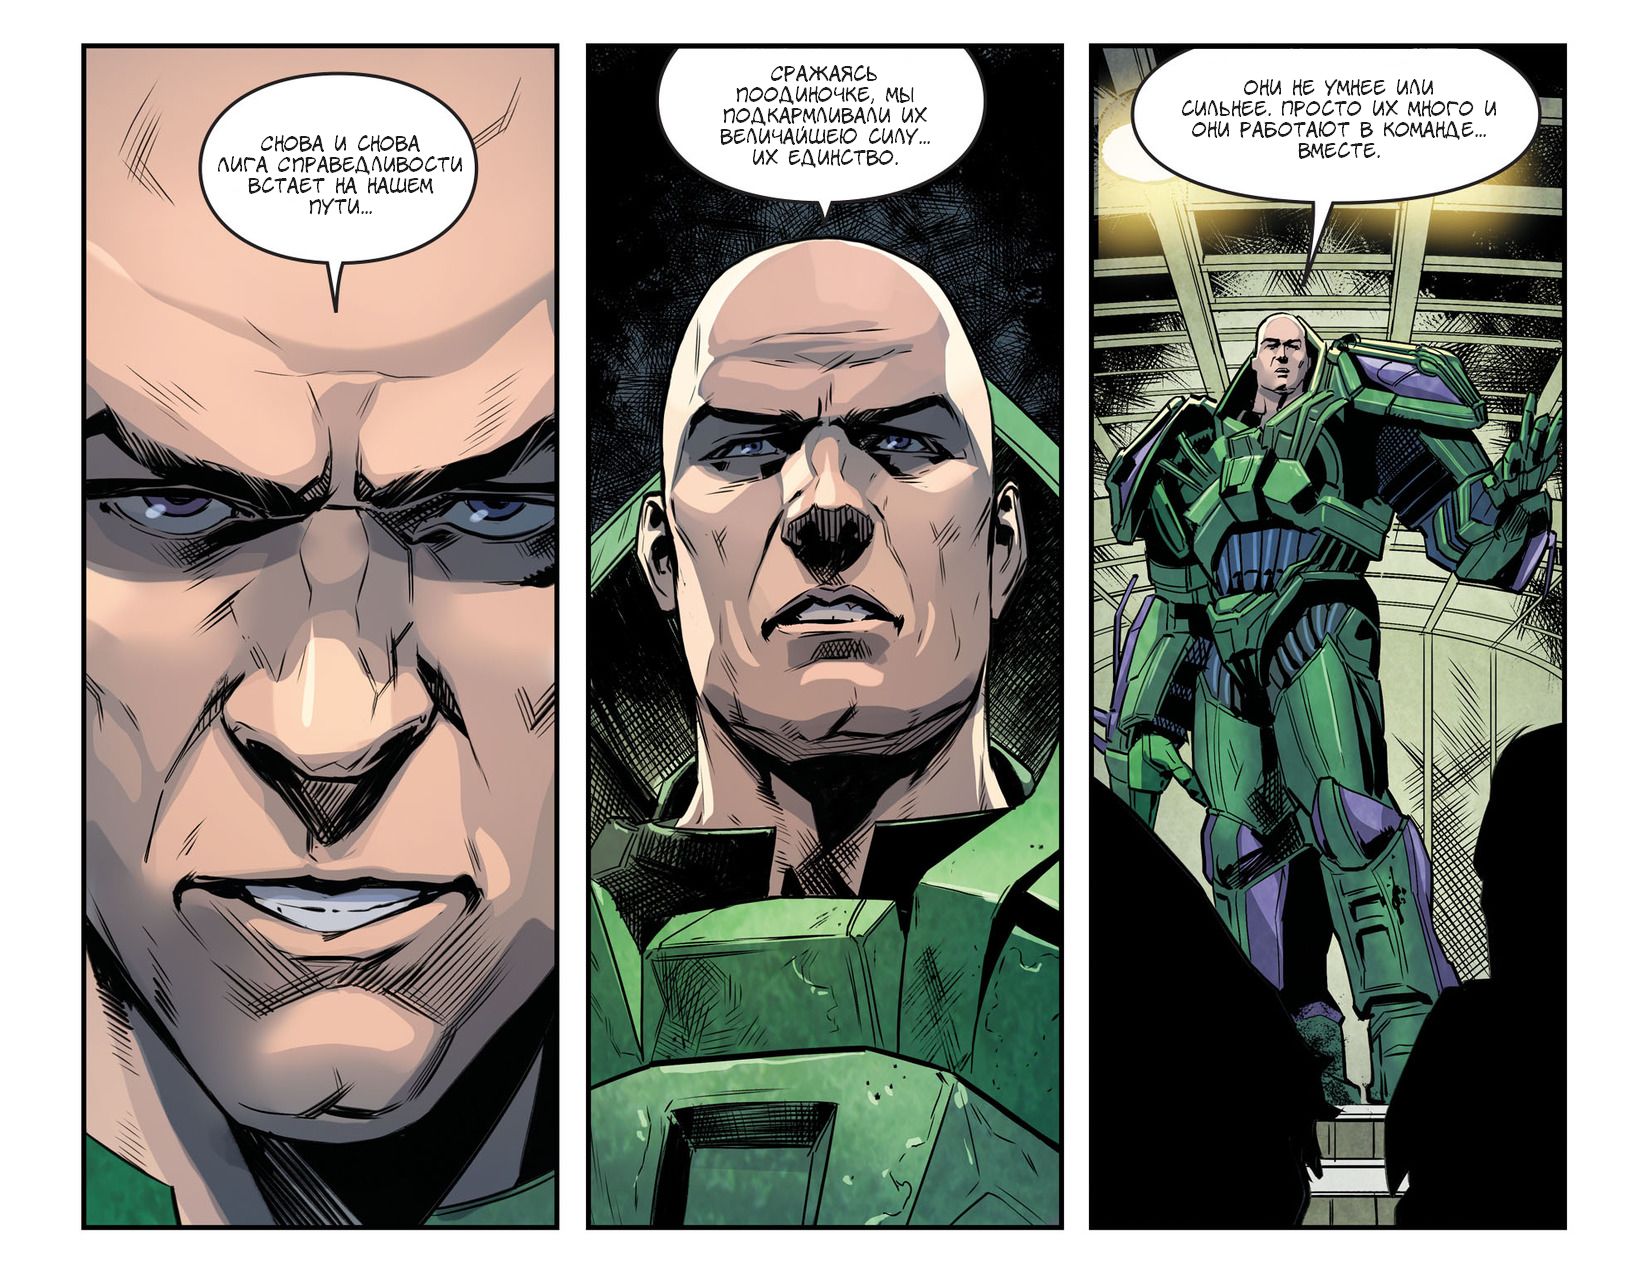 СНОВА И СНОВА
ЛИГА СПРАВЕДЛИВОСТИ
ВСТАЕТ НА НАШЕМ
ПУТИ...
СРАЖАЯСЬ
ПООДИНОЧКЕ, МЫ
ПОДКАРМЛИВАЛИ ИХ
ВЕЛИЧАЙШЕЮ СИЛУ...
ИХ ЕДИНСТВО.
ОНИ НЕ УМНЕЕ ИЛИ
СИЛЬНЕЕ. ПРОСТО ИХ МНОГО И
ОНИ РАБОТАЮТ В КОМАНДЕ...
ВМЕСТЕ.